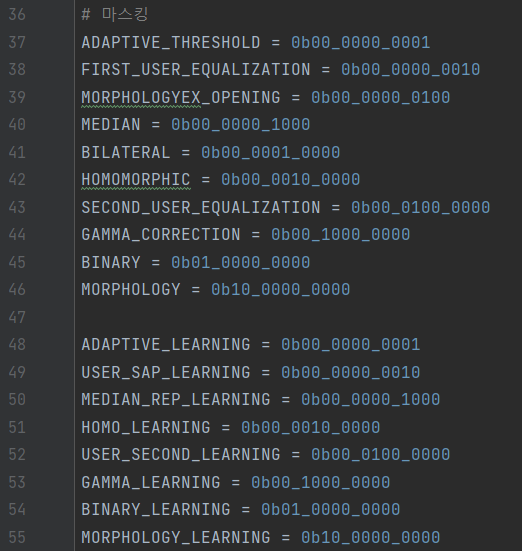 36 # 마스킹
37 ADAPTIVE_THRESHOLD = 0b00_0000_0001
38 FIRST_USER_EQUALIZATION = 0b00_0000_0010
39 MORPHOLOGYEX_OPENING = 0b00_0000_0100
40 MEDIAN = 0b00_0000_1000
41 BILATERAL = 0b00_0001_0000
42 HOMOMORPHIC = 0b00_0010_0000
43 SECOND_USER_EQUALIZATION = 0b00_0100_0000
44 GAMMA_CORRECTION = 0b00_1000_0000
45 BINARY = 0b01_0000_0000
46 MORPHOLOGY = 0b10_0000_0000
47
48 ADAPTIVE_LEARNING = 0b00_0000_0001
49 USER_SAP_LEARNING = 0b00_0000_0010
50 MEDIAN_REP_LEARNING = 0b00_0000_1000
51 HOMO_LEARNING = 0b00_0010_0000
52 USER_SECOND_LEARNING = 0b00_0100_0000
53 GAMMA_LEARNING = 0b00_1000_0000
54 BINARY_LEARNING = 0b01_0000_0000
55 MORPHOLOGY_LEARNING = 0b10_0000_0000